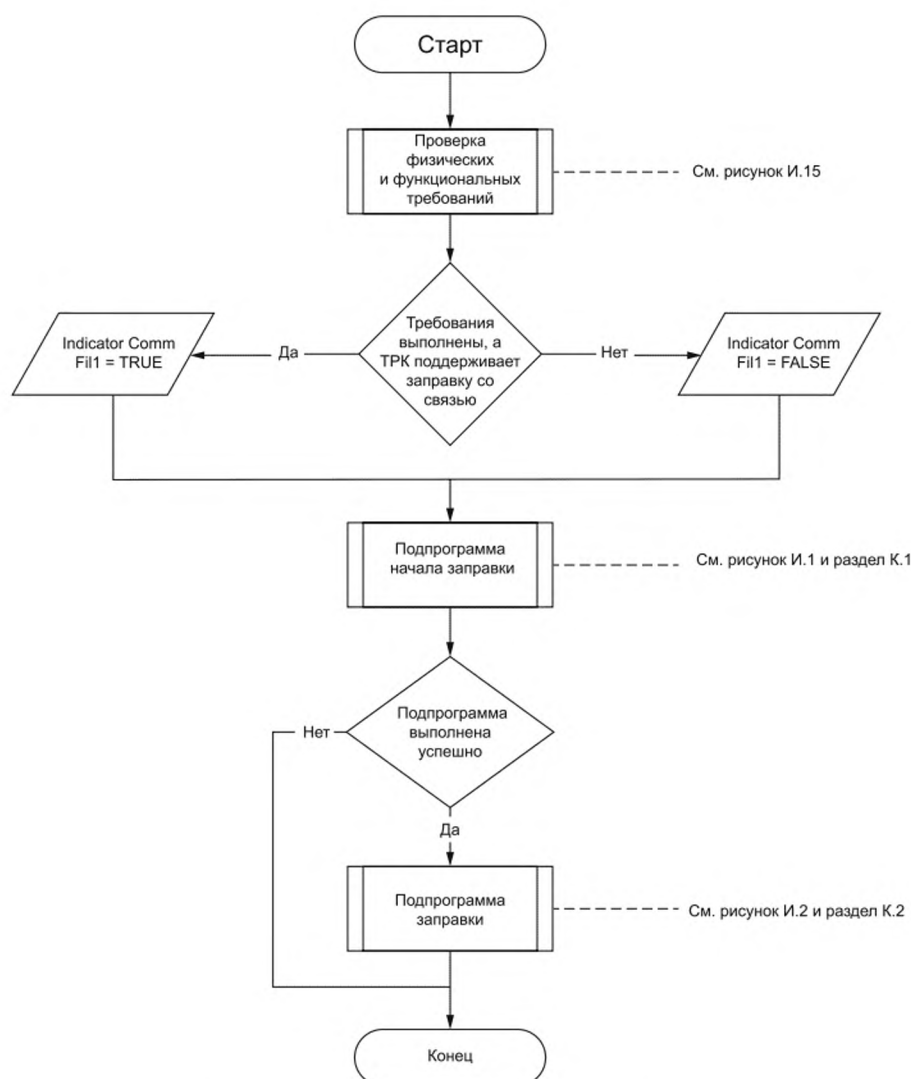 Старт
Проверка
физических
и функциональных
требований
См. рисунок И.15
Требования
выполнены, а
ТРК поддерживает
заправку со
связью
Да
Нет
Indicator Comm
Fil1 = TRUE
Indicator Comm
Fil1 = FALSE
Подпрограмма
начала заправки
См. рисунок И.1 и раздел К.1
Подпрограмма
выполнена
успешно
Нет
Да
Подпрограмма
заправки
См. рисунок И.2 и раздел К.2
Конец